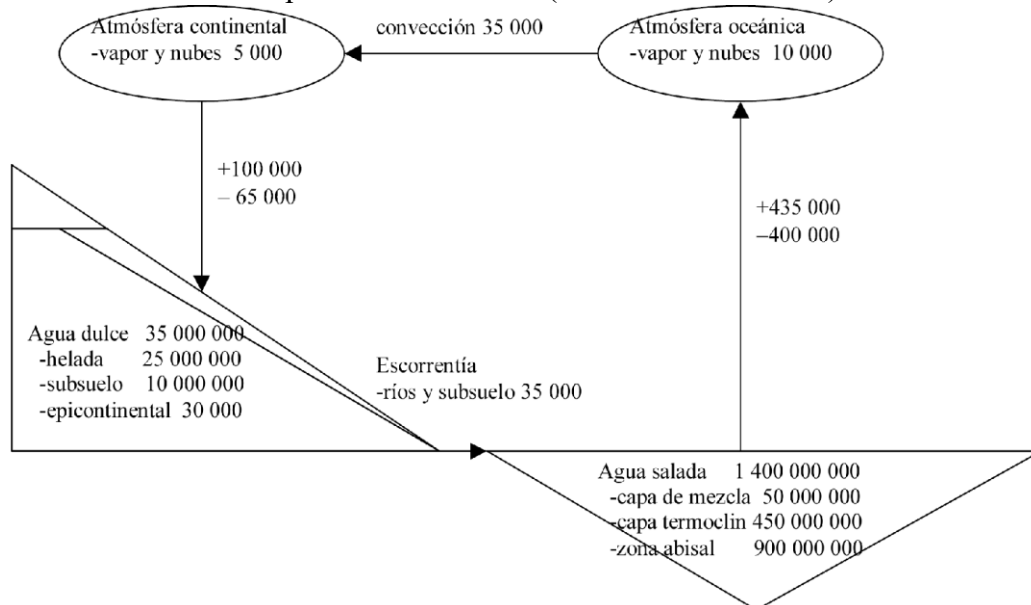 Atmósfera continental
-vapor y nubes 5 000
convección 35 000
Atmósfera oceánica
-vapor y nubes 10 000
+100 000
– 65 000
+435 000
–400 000
Agua dulce 35 000 000
-helada 25 000 000
-subsuelo 10 000 000
-epicontinental 30 000
Escorrentía
-ríos y subsuelo 35 000
Agua salada 1 400 000 000
-capa de mezcla 50 000 000
-capa termoclin 450 000 000
-zona abisal 900 000 000